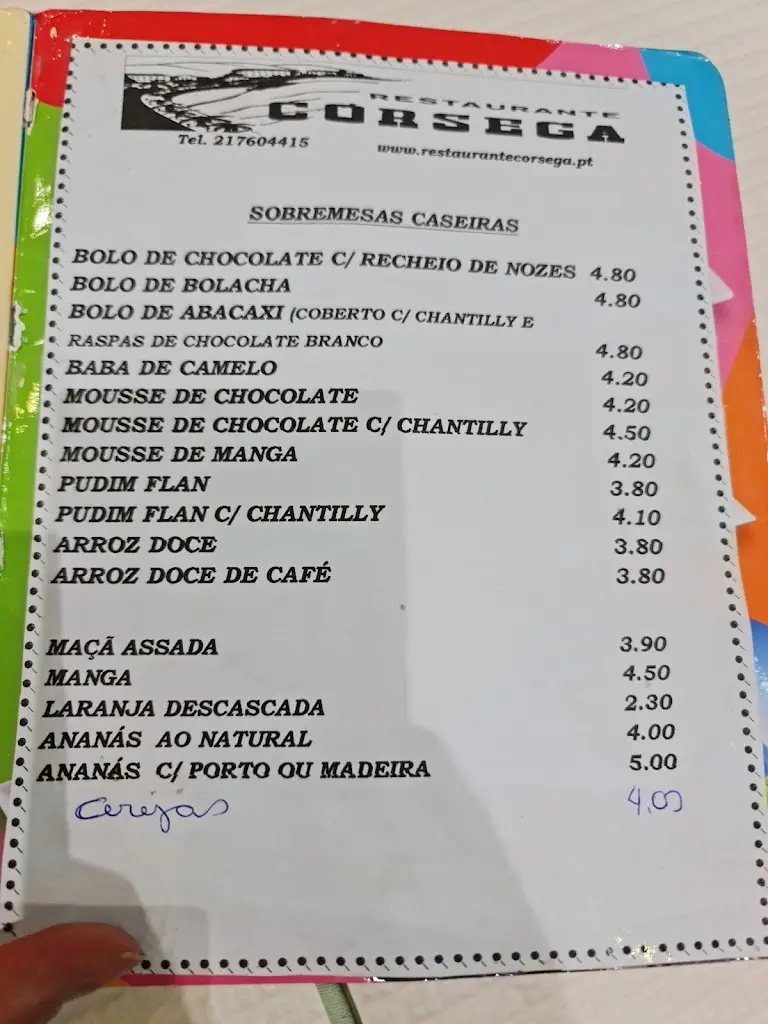 RESTAURANTE
CORSEGA
Tel. 217604415
www.restaurantecorsega.pt
SOBREMESAS CASEIRAS
BOLO DE CHOCOLATE C/ RECHEIO DE NOZES 4.80
BOLO DE BOLACHA 4.80
BOLO DE ABACAXI (COBERTO C/ CHANTILLY E
RASPAS DE CHOCOLATE BRANCO 4.80
BABA DE CAMELO 4.20
MOUSSE DE CHOCOLATE 4.20
MOUSSE DE CHOCOLATE C/ CHANTILLY 4.50
MOUSSE DE MANGA 4.20
PUDIM FLAN 3.80
PUDIM FLAN C/ CHANTILLY 4.10
ARROZ DOCE 3.80
ARROZ DOCE DE CAFÉ 3.80
MAÇÃ ASSADA 3.90
MANGA 4.50
LARANJA DESCASCADA 2.30
ANANÁS AO NATURAL 4.00
ANANÁS C/ PORTO OU MADEIRA 5.00
Cerejas 4,00